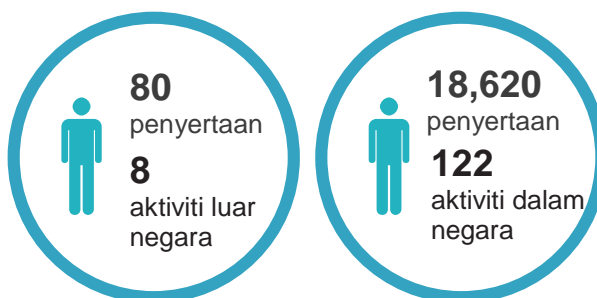 80
penyertaan
8
aktiviti luar
negara
18,620
penyertaan
122
aktiviti dalam
negara